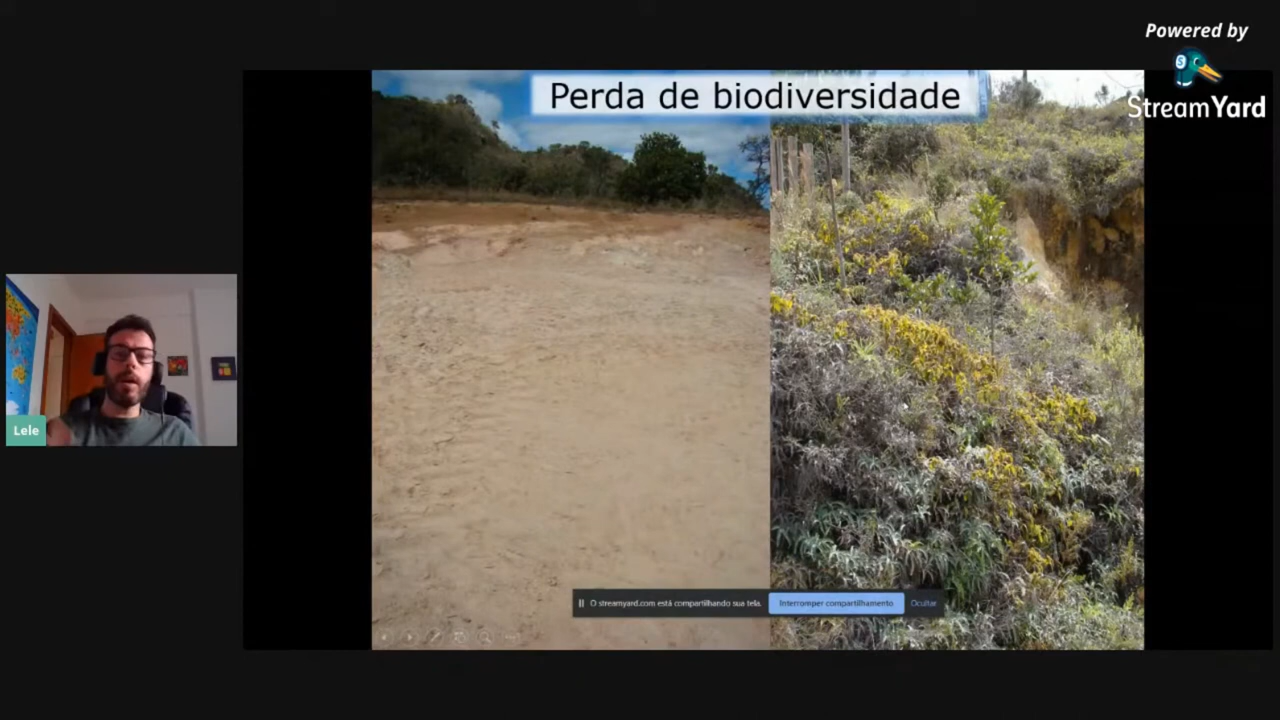 Powered by
StreamYard
Perda de biodiversidade
Lele
O streamyard.com está compartilhando sua tela.
Interromper compartilhamento
Ocultar